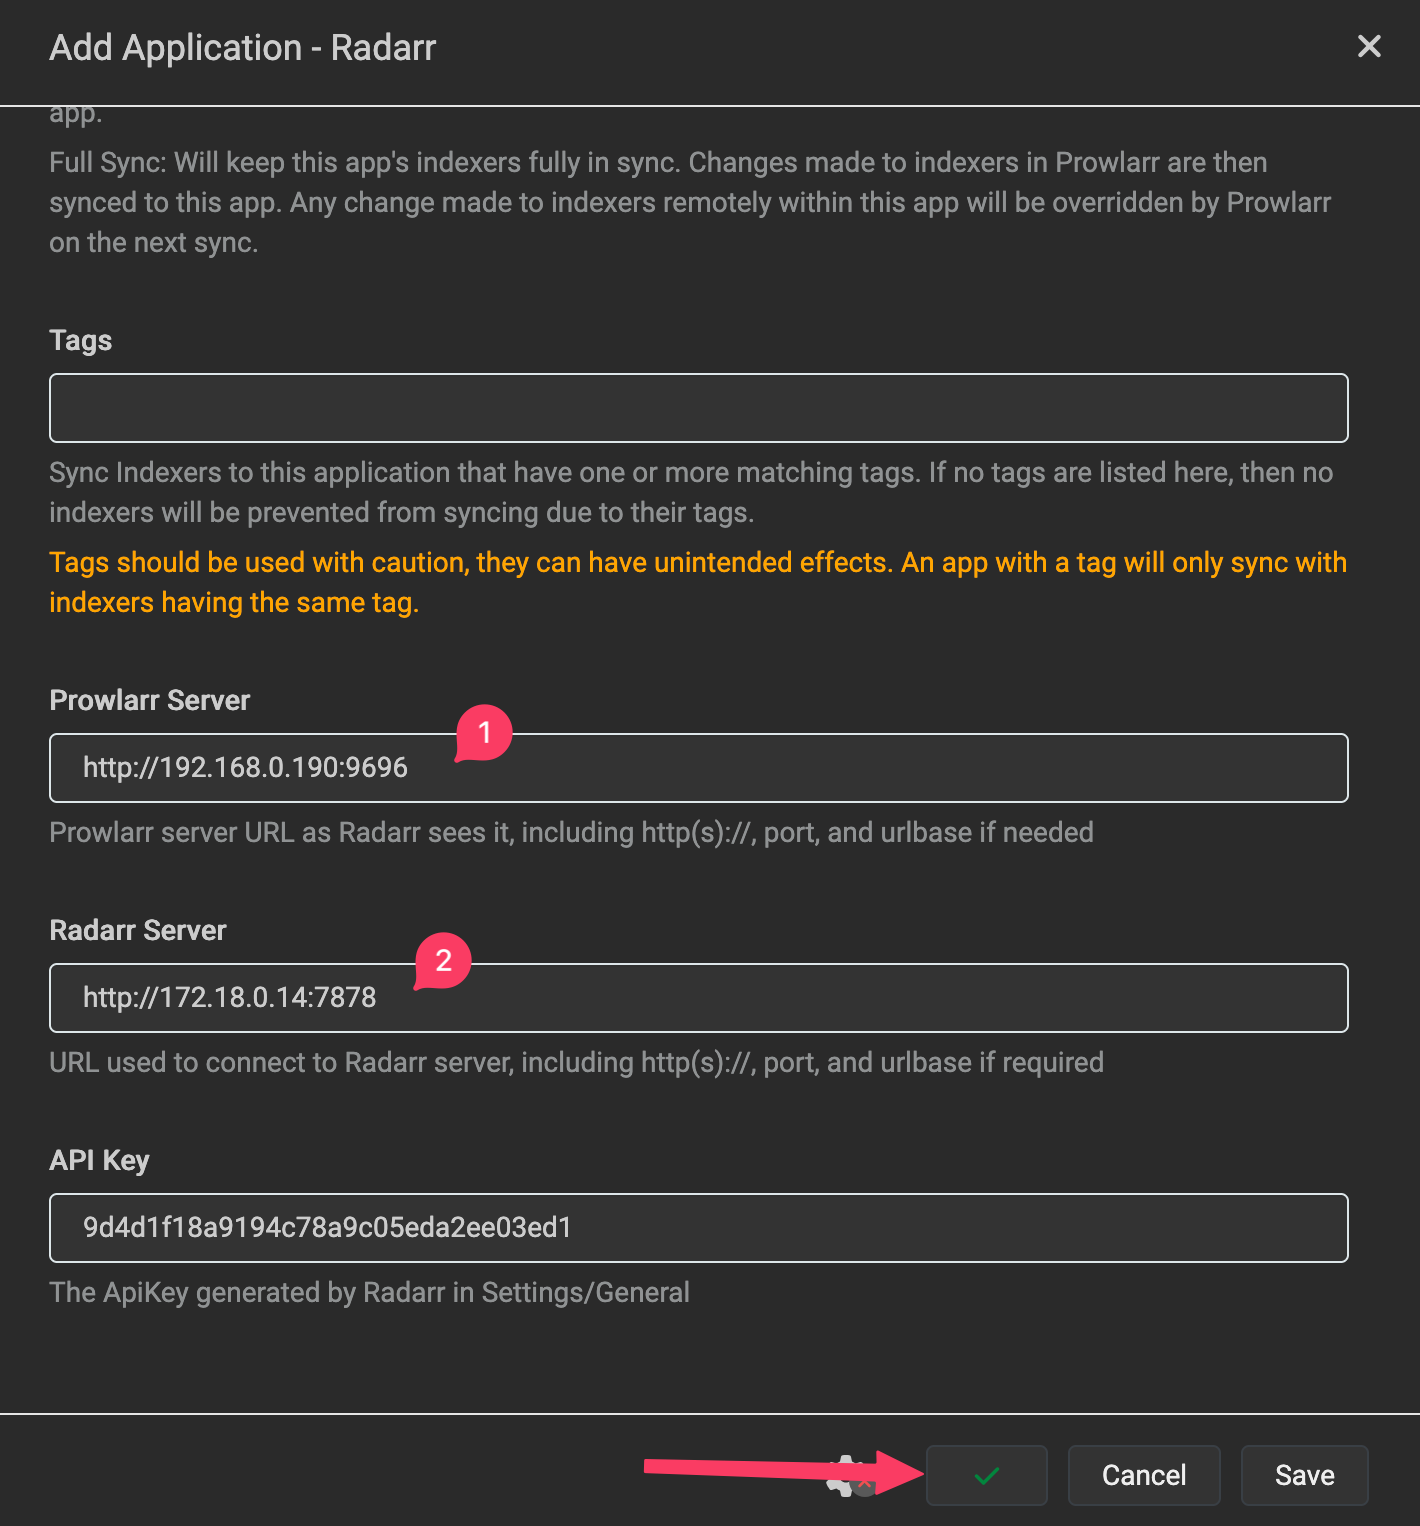 Add Application - Radarr
app.
Full Sync: Will keep this app's indexers fully in sync. Changes made to indexers in Prowlarr are then
synced to this app. Any change made to indexers remotely within this app will be overridden by Prowlarr
on the next sync.
Tags
Sync Indexers to this application that have one or more matching tags. If no tags are listed here, then no
indexers will be prevented from syncing due to their tags.
Tags should be used with caution, they can have unintended effects. An app with a tag will only sync with
indexers having the same tag.
Prowlarr Server
1
http://192.168.0.190:9696
Prowlarr server URL as Radarr sees it, including http(s)://, port, and urlbase if needed
Radarr Server
2
http://172.18.0.14:7878
URL used to connect to Radarr server, including http(s)://, port, and urlbase if required
API Key
9d4d1f18a9194c78a9c05eda2ee03ed1
The ApiKey generated by Radarr in Settings/General
Cancel
Save